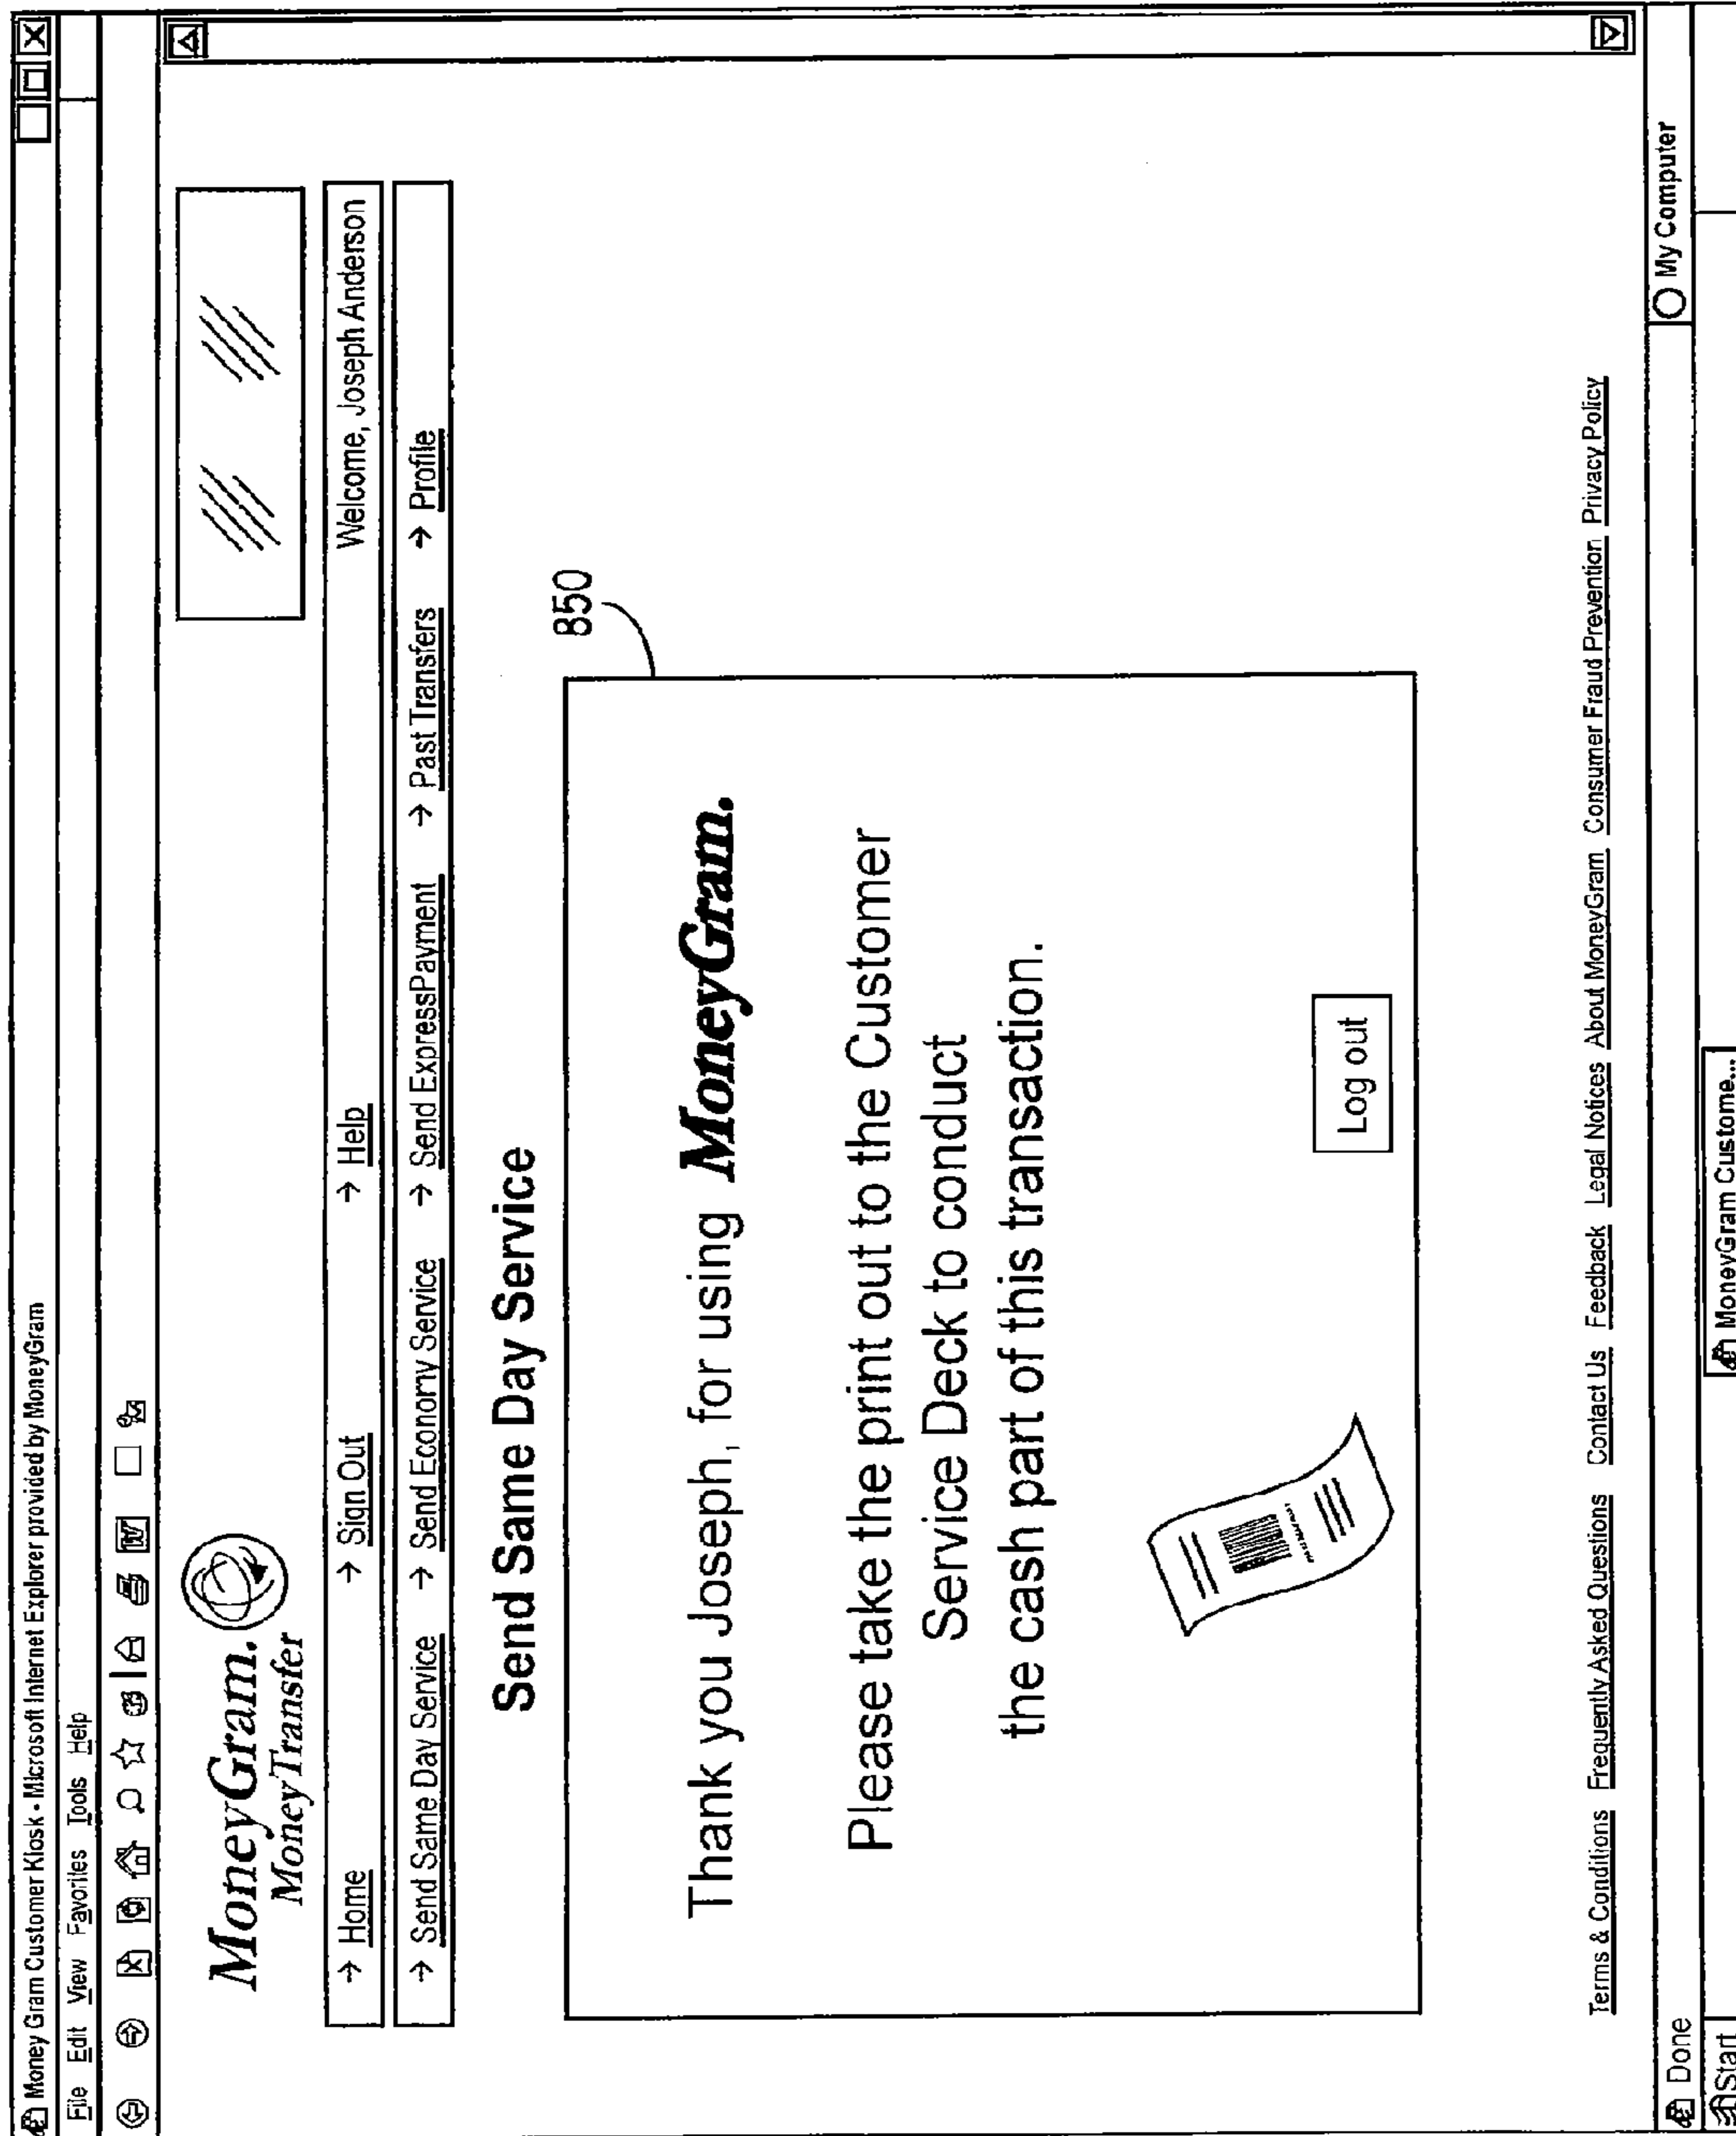 Money Gram Customer Kiosk - Microsoft Internet Explorer provided by MoneyGram
File Edit View Favorites Tools Help
MoneyGram.
MoneyTransfer
→ Home → Sign Out → Help Welcome, Joseph Anderson
→ Send Same Day Service → Send Economy Service → Send ExpressPayment → Past Transfers → Profile
Send Same Day Service
850
Thank you Joseph, for using MoneyGram.
Please take the print out to the Customer
Service Deck to conduct
the cash part of this transaction.
Log out
Terms & Conditions Frequently Asked Questions Contact Us Feedback Legal Notices About MoneyGram Consumer Fraud Prevention Privacy Policy
Done My Computer
Start MoneyGram Custome...